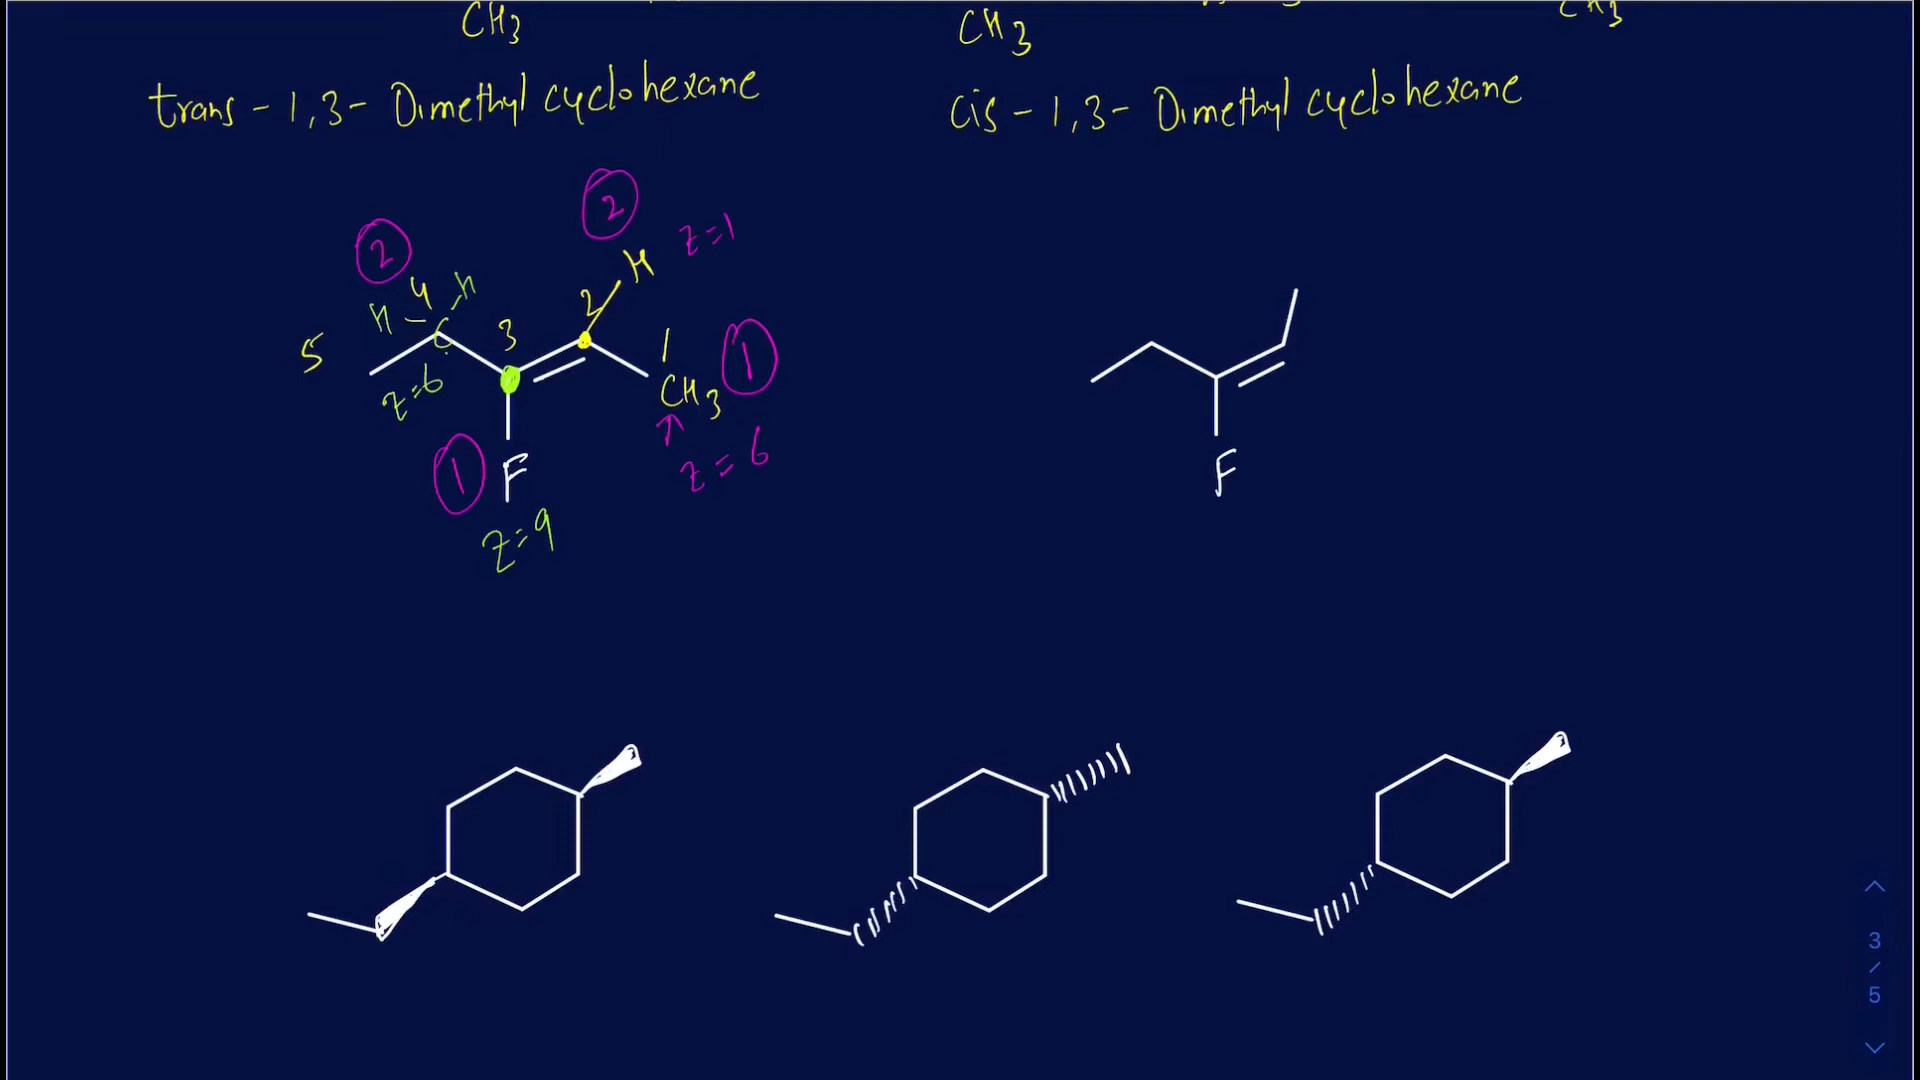 CH3 CH3 CH3
trans - 1,3 - Dimethyl cyclohexane cis - 1,3 - Dimethyl cyclohexane
2
2 H z=1
4 H
H C 3 2
5 1 CH3 1
z=6
z=6
1 F F
z=9
3
/
5